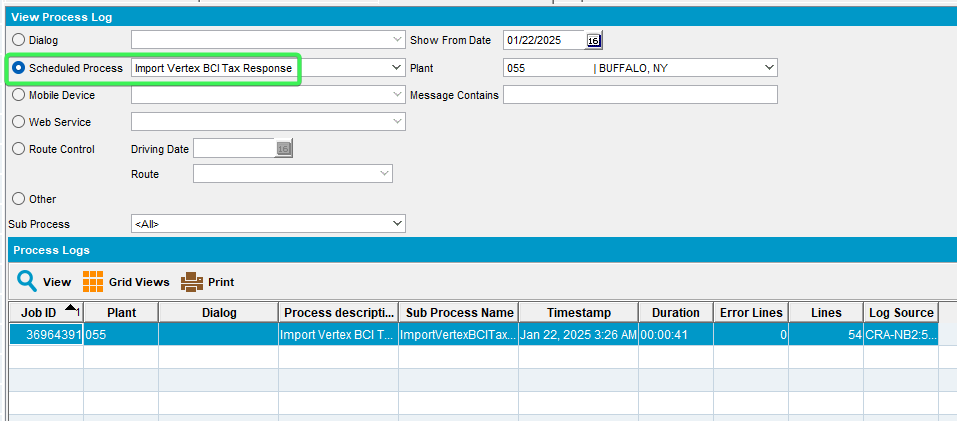 View Process Log
Dialog Show From Date 01/22/2025 16
Scheduled Process Import Vertex BCI Tax Response Plant 055 | BUFFALO, NY
Mobile Device Message Contains
Web Service
Route Control Driving Date 16
Route
Other
Sub Process <All>
Process Logs
View Grid Views Print
Job ID 1 Plant Dialog Process descripti... Sub Process Name Timestamp Duration Error Lines Lines Log Source
36964391 055 Import Vertex BCI T... ImportVertexBCITax... Jan 22, 2025 3:26 AM 00:00:41 0 54 CRA-NB2:5...